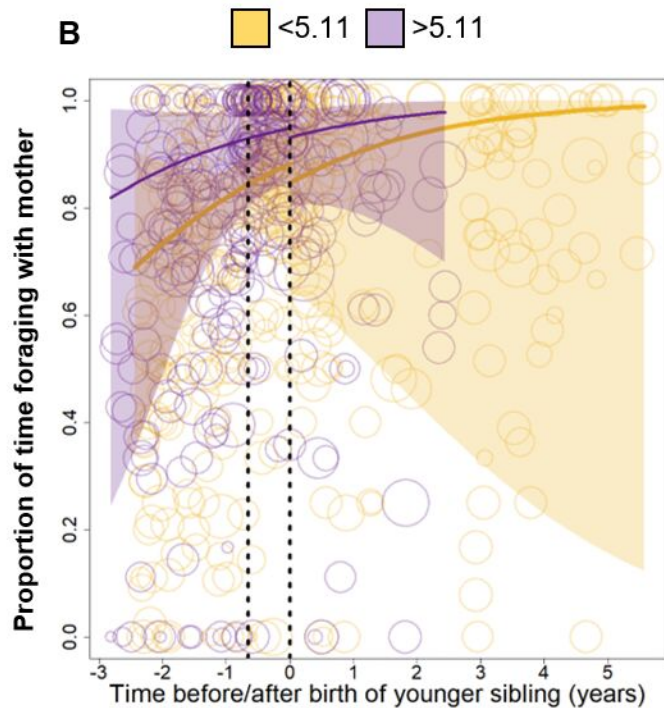 B <5.11 >5.11
Proportion of time foraging with mother
1.0
0.8
0.6
0.4
0.2
0.0
-3 -2 -1 0 1 2 3 4 5
Time before/after birth of younger sibling (years)